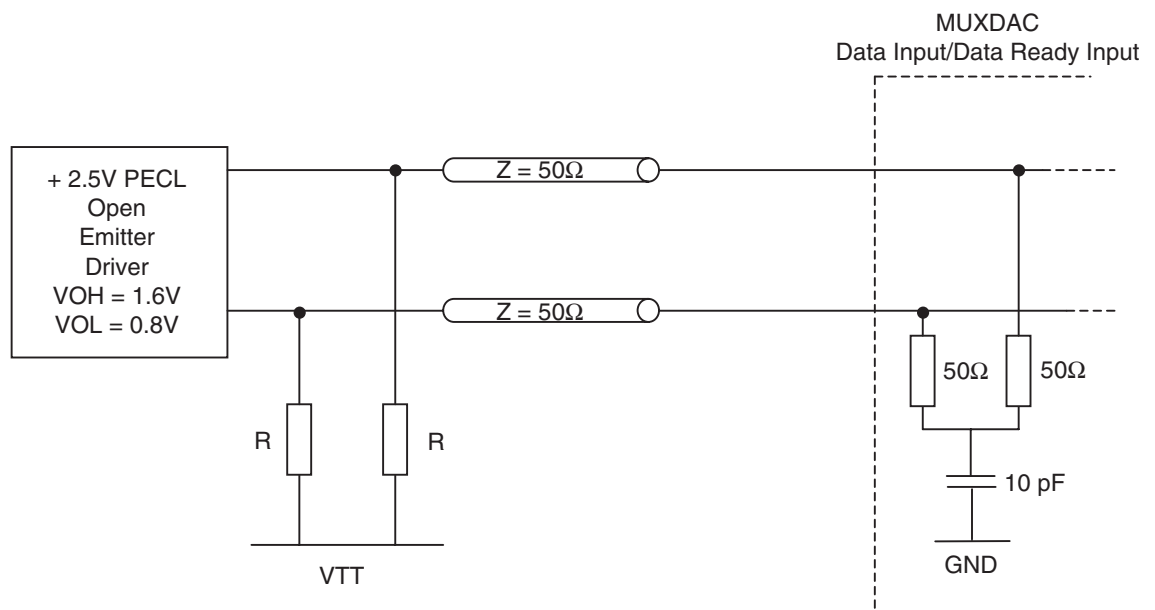 MUXDAC
Data Input/Data Ready Input
+ 2.5V PECL
Open
Emitter
Driver
VOH = 1.6V
VOL = 0.8V
Z = 50Ω
Z = 50Ω
50Ω
50Ω
R
R
10 pF
VTT
GND